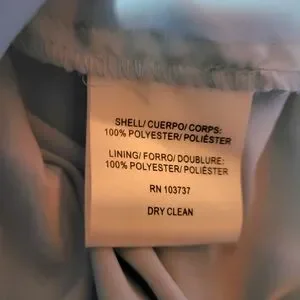 SHELL/ CUERPO/ CORPS:
100% POLYESTER/ POLIÉSTER
LINING/ FORRO/ DOUBLURE:
100% POLYESTER/ POLIÉSTER
RN 103737
DRY CLEAN